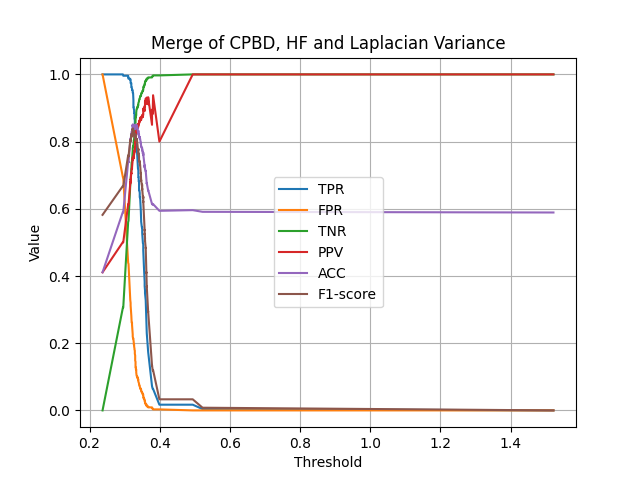 Merge of CPBD, HF and Laplacian Variance
1.0
0.8
0.6
0.4
0.2
0.0
Value
TPR
FPR
TNR
PPV
ACC
F1-score
0.2 0.4 0.6 0.8 1.0 1.2 1.4
Threshold